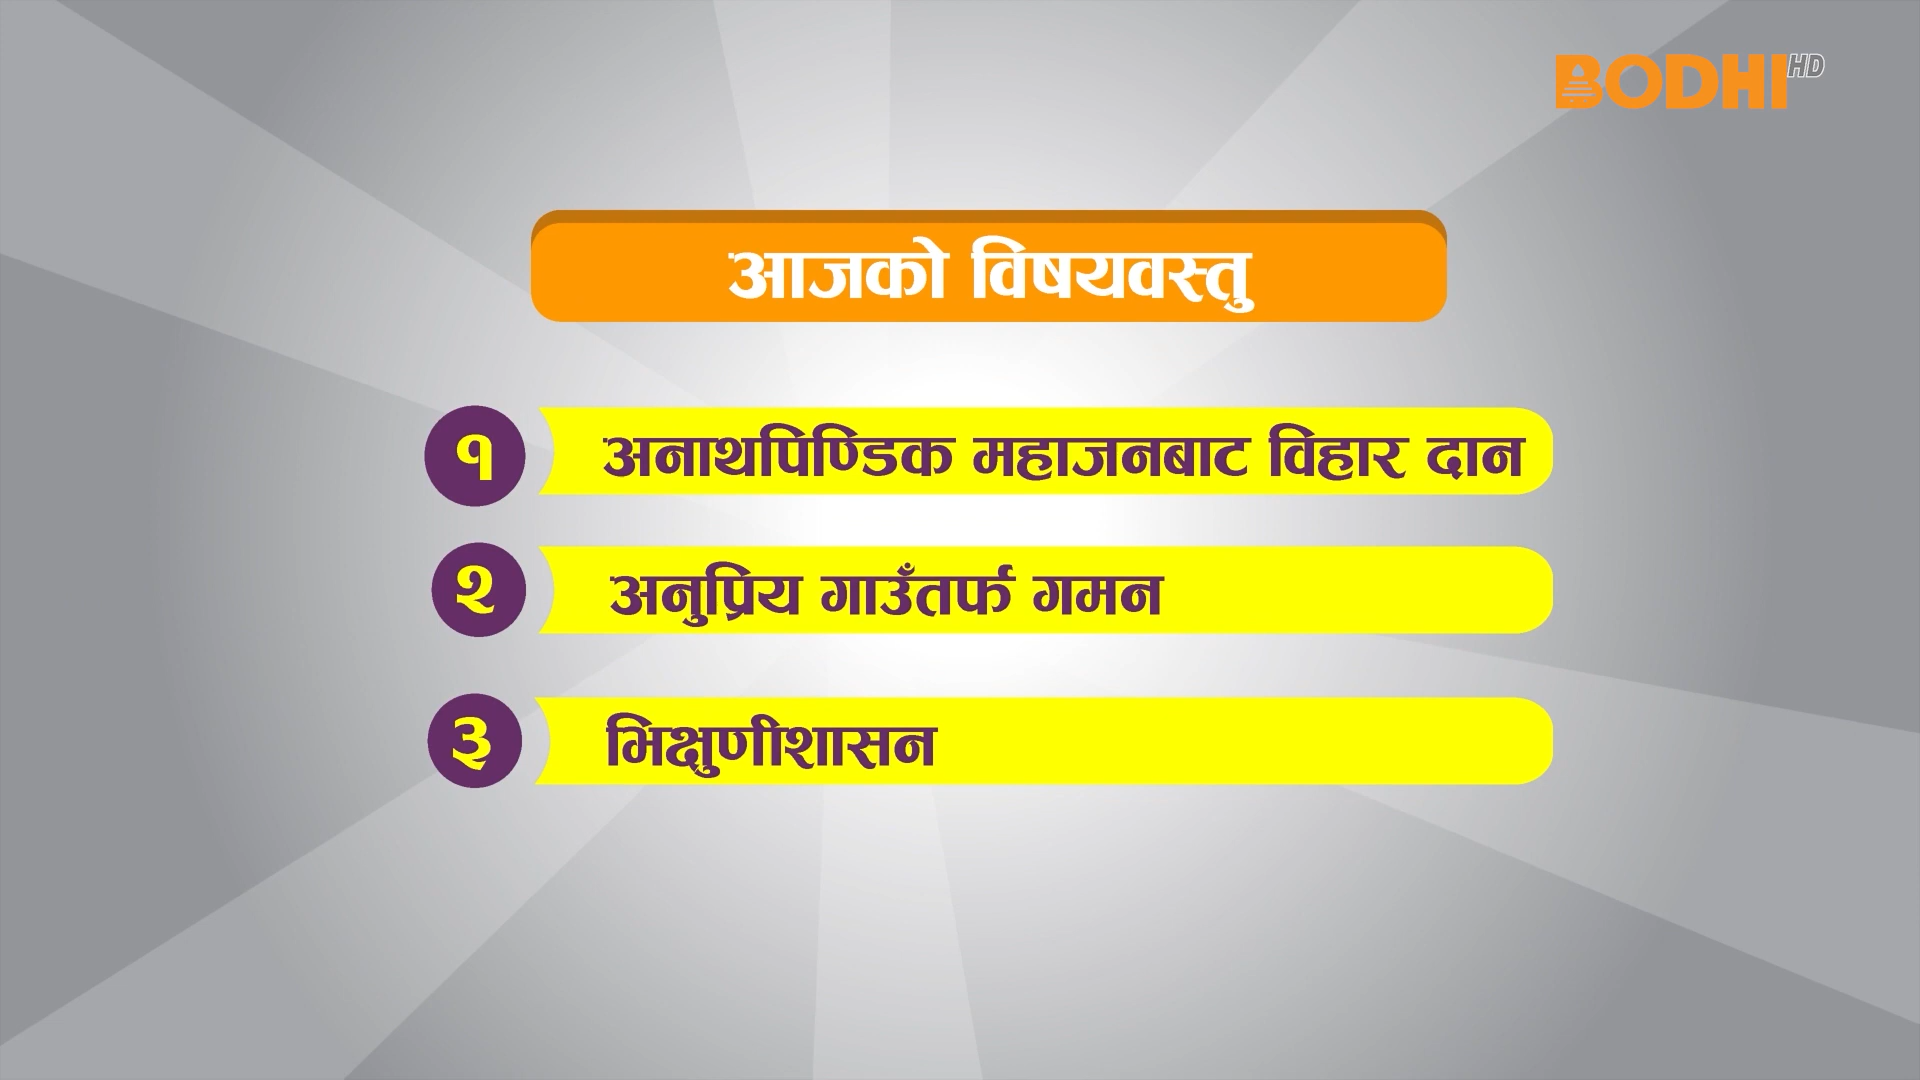 BODHI HD
आजको विषयवस्तु
१ अनाथपिण्डिक महाजनबाट विहार दान
२ अनुप्रिय गाउँतर्फ गमन
३ भिक्षुणीशासन